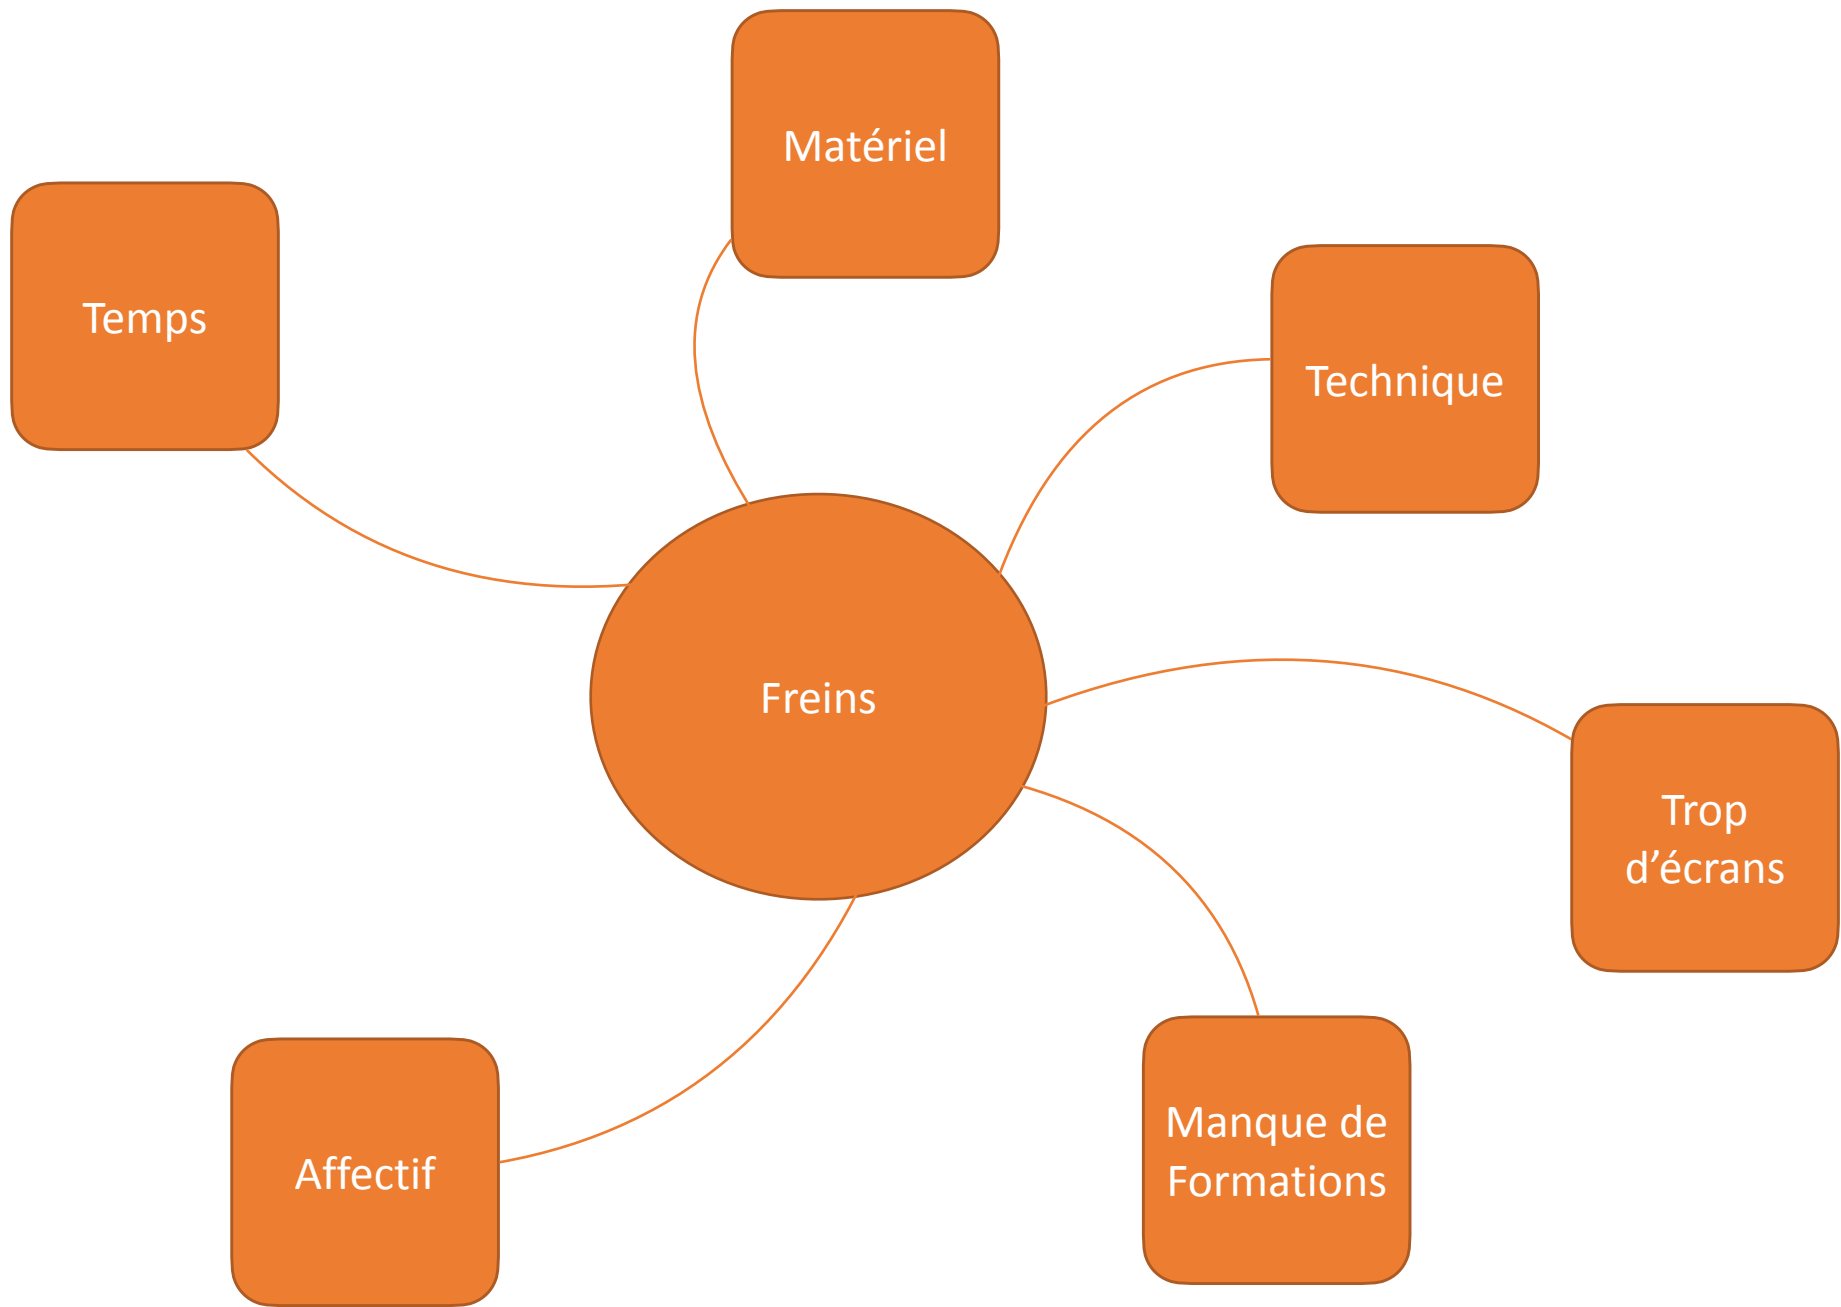 Matériel
Temps
Technique
Freins
Trop
d’écrans
Manque de
Formations
Affectif